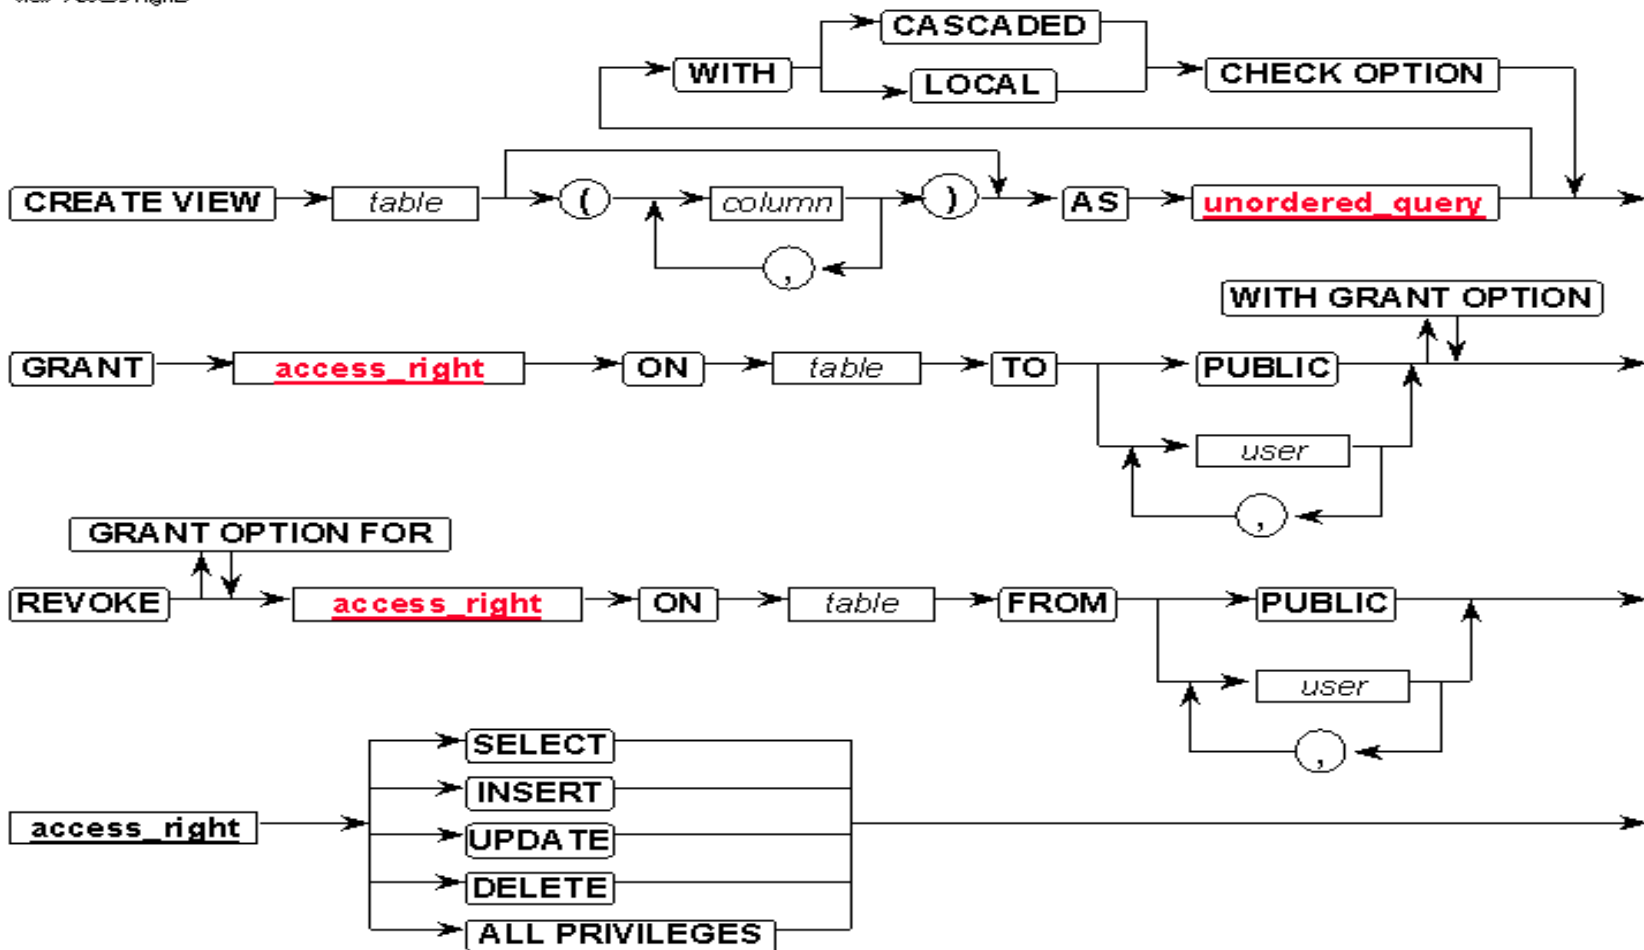 CASCADED
WITH CHECK OPTION
LOCAL
CREATE VIEW table ( column ) AS unordered_query
,
WITH GRANT OPTION
GRANT access_right ON table TO PUBLIC
user
,
GRANT OPTION FOR
REVOKE access_right ON table FROM PUBLIC
user
,
SELECT
INSERT
access_right
UPDATE
DELETE
ALL PRIVILEGES